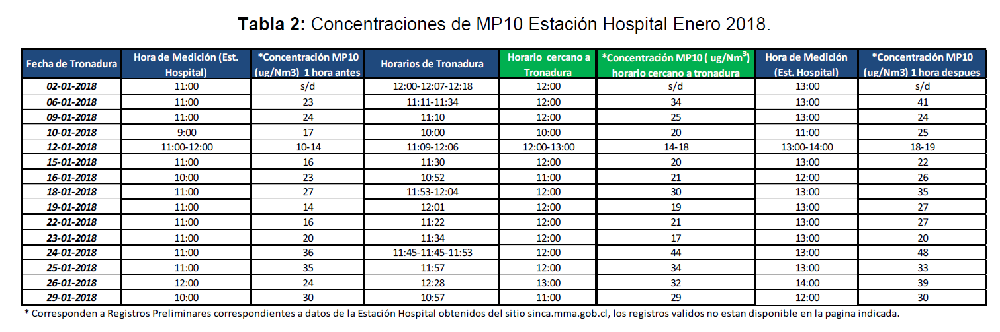 Tabla 2: Concentraciones de MP10 Estación Hospital Enero 2018.
Fecha de Tronadura | Hora de Medición (Est. Hospital) | *Concentración MP10 (ug/Nm3) 1 hora antes | Horarios de Tronadura | Horario cercano a Tronadura | *Concentración MP10 ( ug/Nm³) horario cercano a tronadura | Hora de Medición (Est. Hospital) | *Concentración MP10 (ug/Nm3) 1 hora despues
02-01-2018 | 11:00 | s/d | 12:00-12:07-12:18 | 12:00 | s/d | 13:00 | s/d
06-01-2018 | 11:00 | 23 | 11:11-11:34 | 12:00 | 34 | 13:00 | 41
09-01-2018 | 11:00 | 24 | 11:10 | 12:00 | 25 | 13:00 | 24
10-01-2018 | 9:00 | 17 | 10:00 | 10:00 | 20 | 11:00 | 25
12-01-2018 | 11:00-12:00 | 10-14 | 11:09-12:06 | 12:00-13:00 | 14-18 | 13:00-14:00 | 18-19
15-01-2018 | 11:00 | 16 | 11:30 | 12:00 | 20 | 13:00 | 22
16-01-2018 | 10:00 | 23 | 10:52 | 11:00 | 21 | 12:00 | 26
18-01-2018 | 11:00 | 27 | 11:53-12:04 | 12:00 | 30 | 13:00 | 35
19-01-2018 | 11:00 | 14 | 12:01 | 12:00 | 19 | 13:00 | 27
22-01-2018 | 11:00 | 16 | 11:22 | 12:00 | 21 | 13:00 | 27
23-01-2018 | 11:00 | 20 | 11:34 | 12:00 | 17 | 13:00 | 20
24-01-2018 | 11:00 | 36 | 11:45-11:45-11:53 | 12:00 | 44 | 13:00 | 48
25-01-2018 | 11:00 | 35 | 11:57 | 12:00 | 34 | 13:00 | 33
26-01-2018 | 12:00 | 24 | 12:28 | 13:00 | 32 | 14:00 | 39
29-01-2018 | 10:00 | 30 | 10:57 | 11:00 | 29 | 12:00 | 30
* Corresponden a Registros Preliminares correspondientes a datos de la Estación Hospital obtenidos del sitio sinca.mma.gob.cl, los registros validos no estan disponible en la pagina indicada.